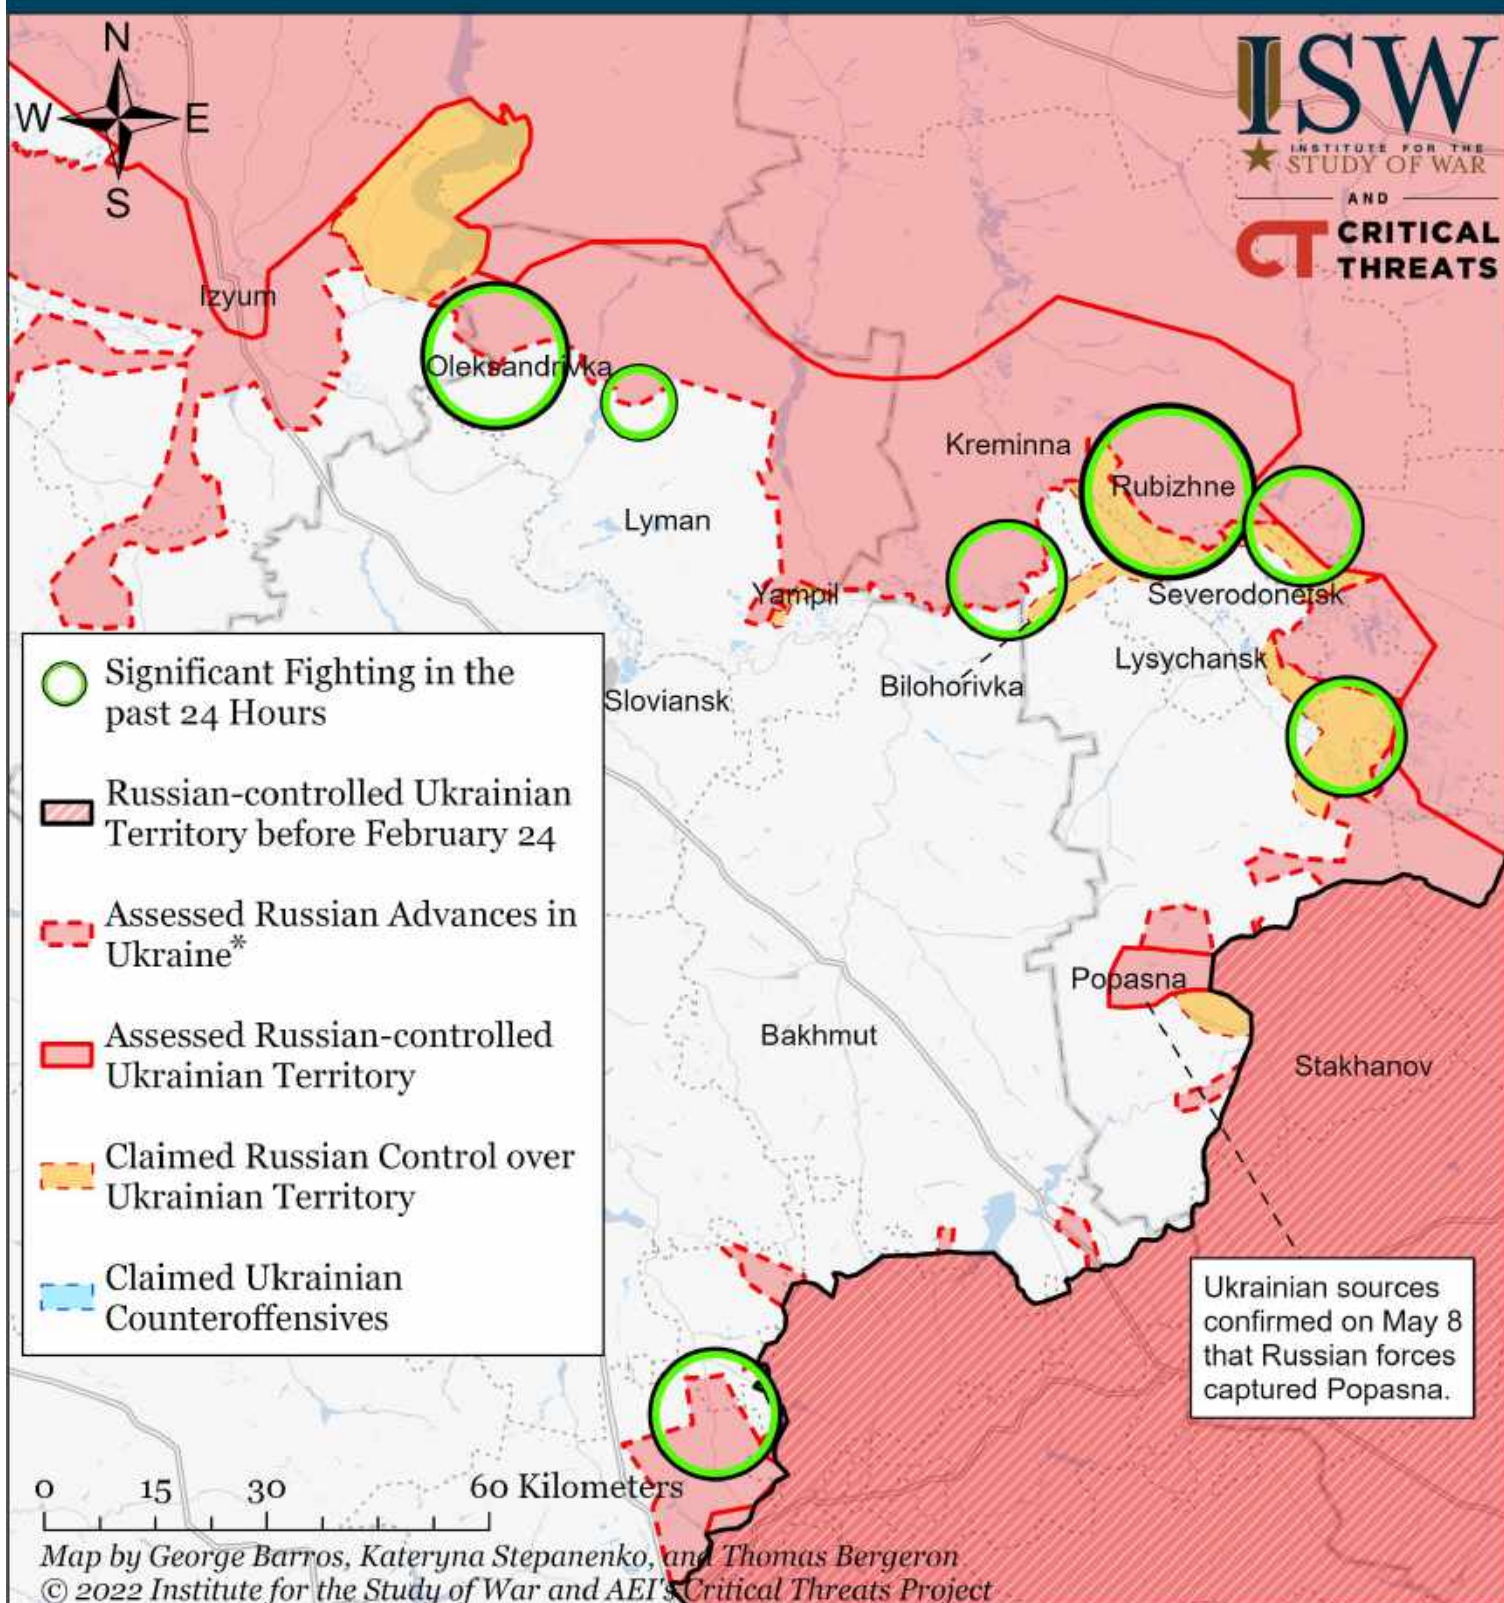 N
W E
S
ISW
INSTITUTE FOR THE
STUDY OF WAR
AND
CT CRITICAL
THREATS
Izyum
Oleksandrivka
Kreminna
Rubizhne
Lyman
Yampil
Severodonetsk
Lysychansk
Bilohorivka
Sloviansk
Popasna
Bakhmut
Stakhanov
Significant Fighting in the
past 24 Hours
Russian-controlled Ukrainian
Territory before February 24
Assessed Russian Advances in
Ukraine*
Assessed Russian-controlled
Ukrainian Territory
Claimed Russian Control over
Ukrainian Territory
Claimed Ukrainian
Counteroffensives
Ukrainian sources
confirmed on May 8
that Russian forces
captured Popasna.
0 15 30 60 Kilometers
Map by George Barros, Kateryna Stepanenko, and Thomas Bergeron
© 2022 Institute for the Study of War and AEI's Critical Threats Project